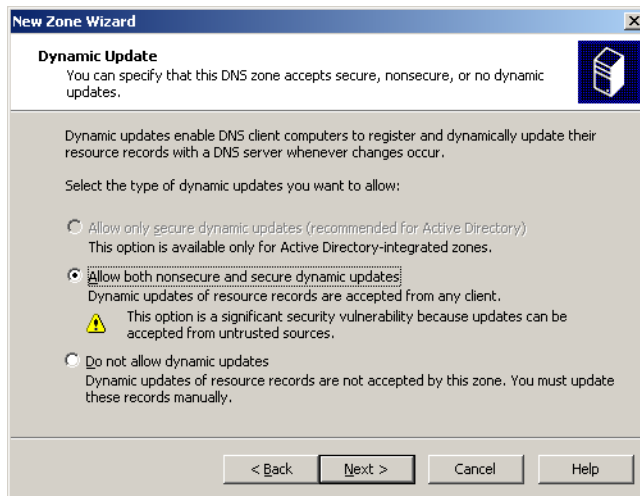 New Zone Wizard
Dynamic Update
You can specify that this DNS zone accepts secure, nonsecure, or no dynamic
updates.
Dynamic updates enable DNS client computers to register and dynamically update their
resource records with a DNS server whenever changes occur.
Select the type of dynamic updates you want to allow:
Allow only secure dynamic updates (recommended for Active Directory)
This option is available only for Active Directory-integrated zones.
Allow both nonsecure and secure dynamic updates
Dynamic updates of resource records are accepted from any client.
This option is a significant security vulnerability because updates can be
accepted from untrusted sources.
Do not allow dynamic updates
Dynamic updates of resource records are not accepted by this zone. You must update
these records manually.
< Back Next > Cancel Help